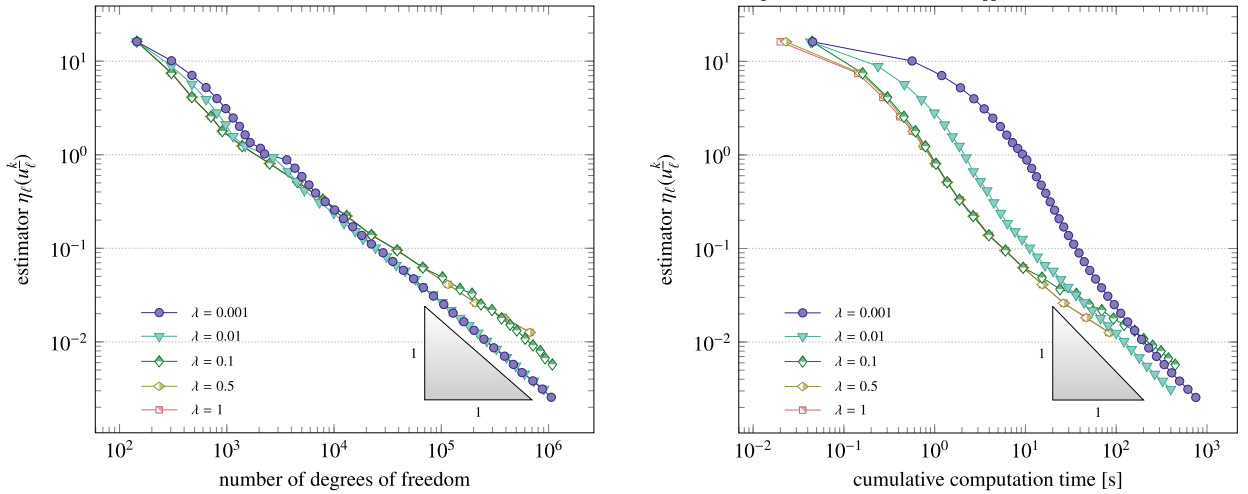 10^1
10^0
10^−1
10^−2
estimator η_ℓ(u_ℓ^k)
λ = 0.001
λ = 0.01
λ = 0.1
λ = 0.5
λ = 1
1
1
10^2
10^3
10^4
10^5
10^6
number of degrees of freedom
10^1
10^0
10^−1
10^−2
estimator η_ℓ(u_ℓ^k)
λ = 0.001
λ = 0.01
λ = 0.1
λ = 0.5
λ = 1
1
1
10^−2
10^−1
10^0
10^1
10^2
10^3
cumulative computation time [s]